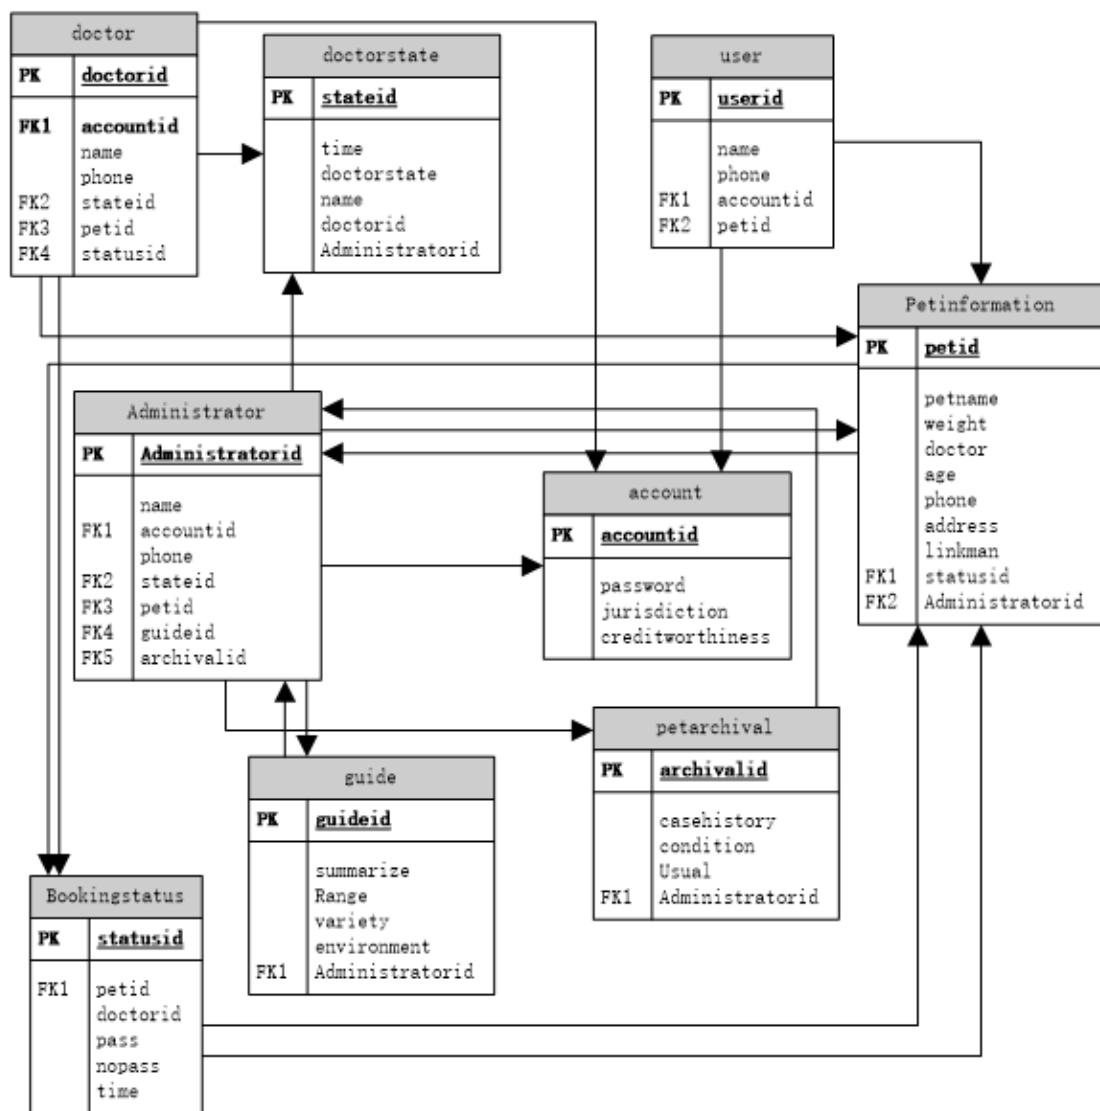 doctor
PK doctorid
FK1 accountid
name
phone
FK2 stateid
FK3 petid
FK4 statusid
doctorstate
PK stateid
time
doctorstate
name
doctorid
Administratorid
user
PK userid
name
phone
FK1 accountid
FK2 petid
Petinformation
PK petid
petname
weight
doctor
age
phone
address
linkman
FK1 statusid
FK2 Administratorid
Administrator
PK Administratorid
name
FK1 accountid
phone
FK2 stateid
FK3 petid
FK4 guideid
FK5 archivalid
account
PK accountid
password
jurisdiction
creditworthiness
petarchival
PK archivalid
casehistory
condition
Usual
FK1 Administratorid
guide
PK guideid
summarize
Range
variety
environment
FK1 Administratorid
Bookingstatus
PK statusid
FK1 petid
doctorid
pass
nopass
time